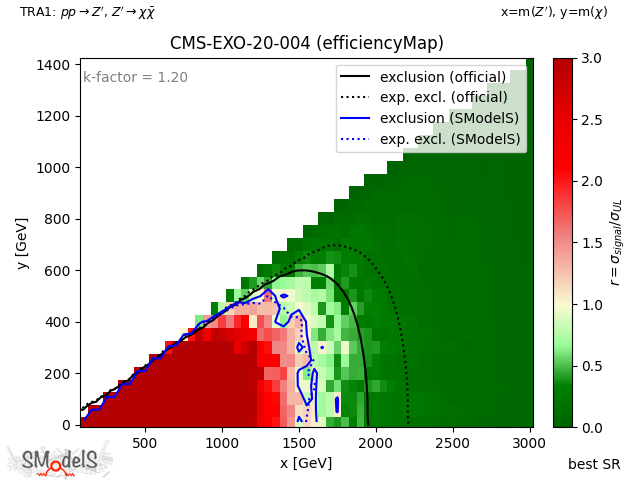 TRA1: pp → Z′, Z′ → χχ̄
x=m(Z′), y=m(χ)
CMS-EXO-20-004 (efficiencyMap)
k-factor = 1.20
exclusion (official)
exp. excl. (official)
exclusion (SModelS)
exp. excl. (SModelS)
1400
1200
1000
800
600
400
200
0
y [GeV]
500
1000
1500
2000
2500
3000
x [GeV]
3.0
2.5
2.0
1.5
1.0
0.5
0.0
r = σsignal/σUL
best SR
SModelS